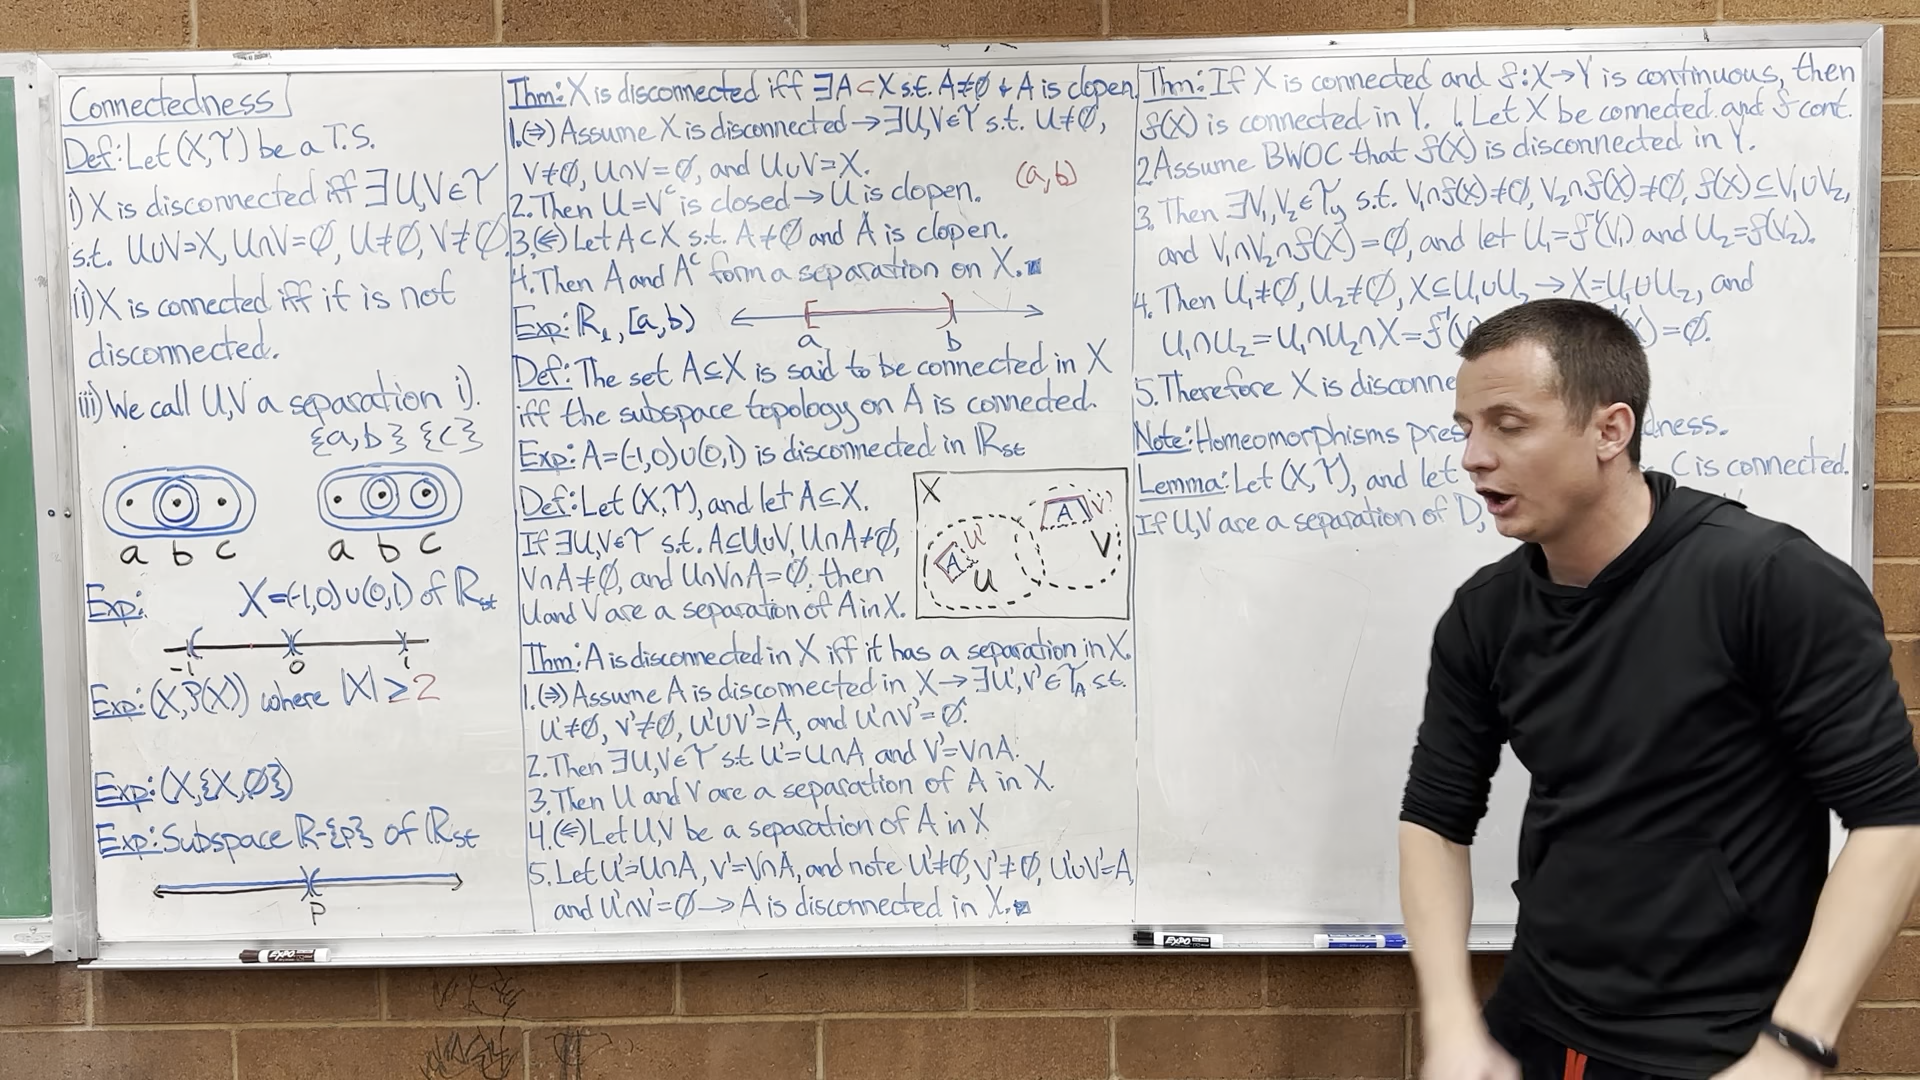 Connectedness
Def: Let (X,𝒯) be a T.S.
i) X is disconnected iff ∃U,V∈𝒯
s.t. U∪V=X, U∩V=∅, U≠∅, V≠∅.
ii) X is connected iff it is not
disconnected.
iii) We call U,V a separation i).
{a,b} {c}
a b c a b c
Exp: X=(-1,0)∪(0,1) of ℝst
-1 0 1
Exp: (X,P(X)) where |X|≥2
Exp: (X,{X,∅})
Exp: Subspace ℝ-{p} of ℝst
p
Thm: X is disconnected iff ∃A⊂X s.t. A≠∅ + A is clopen.
1.(⇒) Assume X is disconnected → ∃U,V∈𝒯 s.t. U≠∅,
V≠∅, U∩V=∅, and U∪V=X.
(a,b)
2. Then U=Vᶜ is closed → U is clopen.
3.(⇐) Let A⊂X s.t. A≠∅ and A is clopen.
4. Then A and Aᶜ form a separation on X.
Exp: ℝℓ, [a,b)
a b
Def: The set A⊆X is said to be connected in X
iff the subspace topology on A is connected.
Exp: A=(-1,0)∪(0,1) is disconnected in ℝst
Def: Let (X,𝒯), and let A⊆X.
If ∃U,V∈𝒯 s.t. A⊆U∪V, U∩A≠∅,
V∩A≠∅, and U∩V∩A=∅, then
U and V are a separation of A in X.
X
A V'
A U'
U V
Thm: A is disconnected in X iff it has a separation in X.
1.(⇒) Assume A is disconnected in X → ∃U',V'∈𝒯A s.t.
U'≠∅, V'≠∅, U'∪V'=A, and U'∩V'=∅.
2. Then ∃U,V∈𝒯 s.t. U'=U∩A and V'=V∩A.
3. Then U and V are a separation of A in X.
4.(⇐) Let U,V be a separation of A in X
5. Let U'=U∩A, V'=V∩A, and note U'≠∅, V'≠∅, U'∪V'=A,
and U'∩V'=∅ → A is disconnected in X.
Thm: If X is connected and f:X→Y is continuous, then
f(X) is connected in Y. 1. Let X be connected and f cont.
2 Assume BWOC that f(X) is disconnected in Y.
3. Then ∃V₁,V₂∈𝒯y s.t. V₁∩f(X)≠∅, V₂∩f(X)≠∅, f(X)⊆V₁∪V₂,
and V₁∩V₂∩f(X)=∅, and let U₁=f⁻¹(V₁) and U₂=f⁻¹(V₂).
4. Then U₁≠∅, U₂≠∅, X⊆U₁∪U₂→X=U₁∪U₂, and
U₁∩U₂=U₁∩U₂∩X=f⁻¹( )=∅.
5. Therefore X is
Note: Homeomorphisms
Lemma: Let (X,𝒯), and let C is connected.
If U,V are a separation of D,
EXPO
EXPO